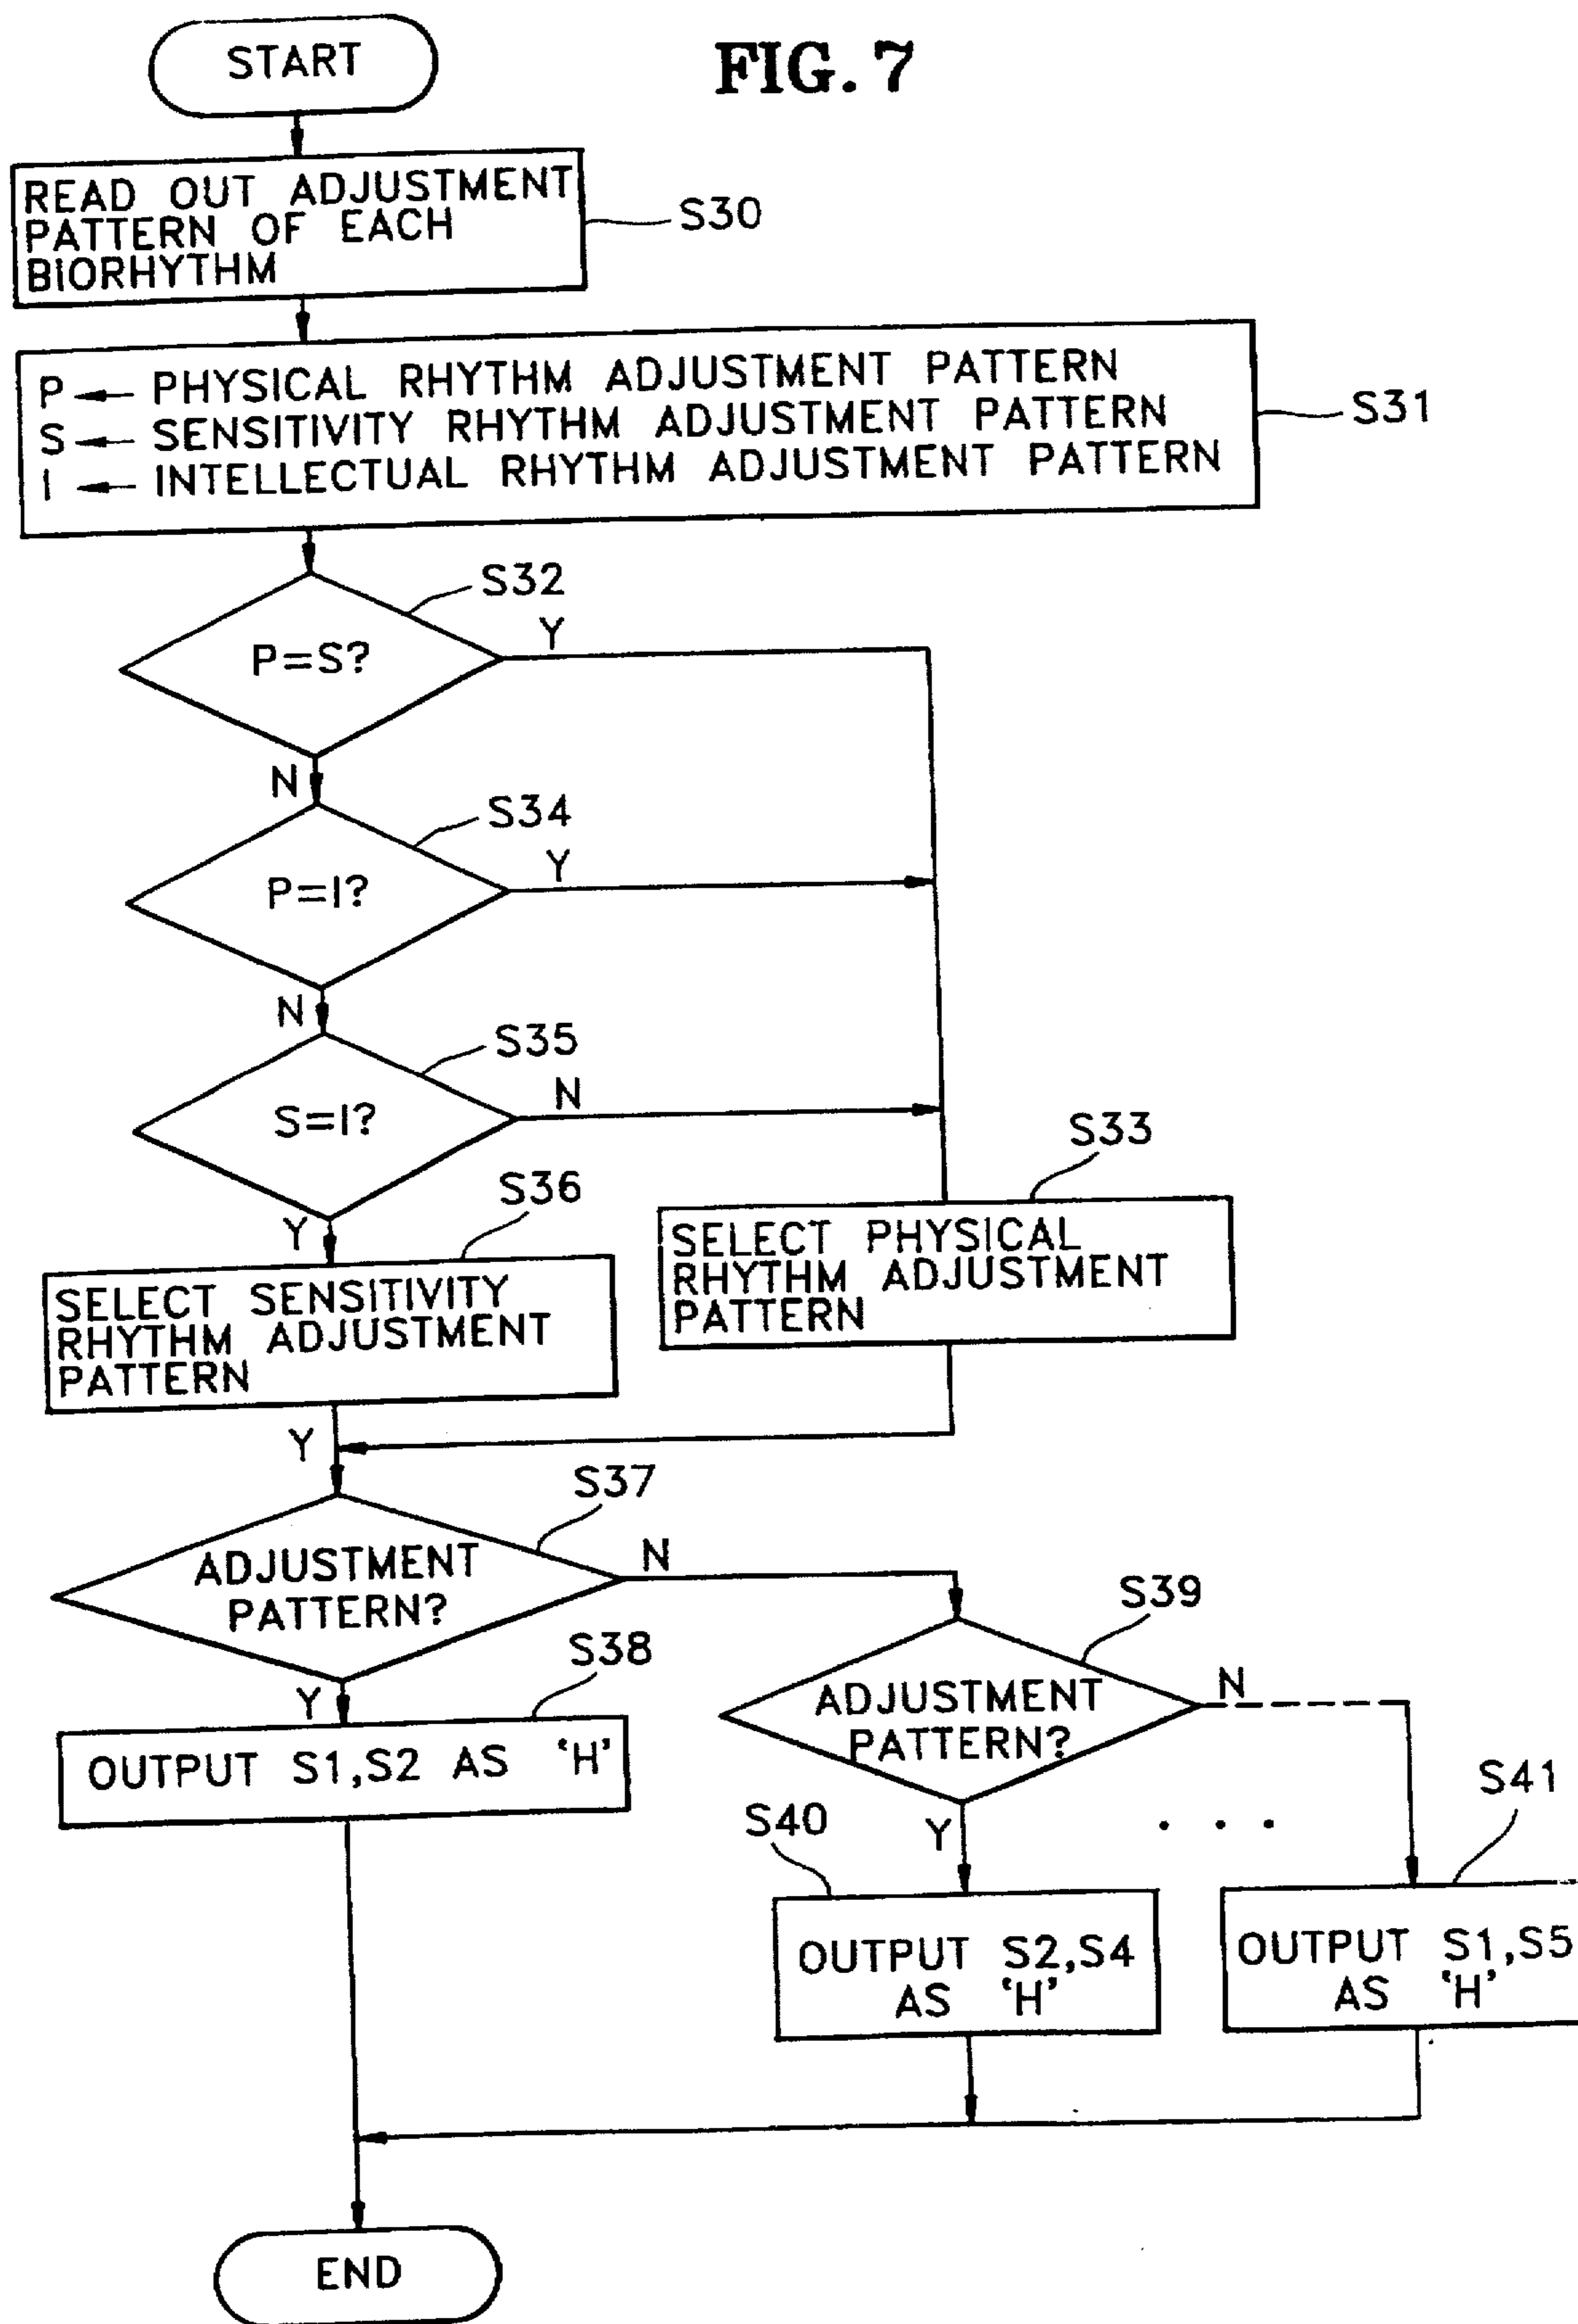 FIG. 7
START
READ OUT ADJUSTMENT
PATTERN OF EACH
BIORHYTHM
S30
P ← PHYSICAL RHYTHM ADJUSTMENT PATTERN
S ← SENSITIVITY RHYTHM ADJUSTMENT PATTERN
I ← INTELLECTUAL RHYTHM ADJUSTMENT PATTERN
S31
S32
P=S?
Y
N
S34
P=I?
Y
N
S35
S=I?
N
Y
S36
SELECT SENSITIVITY
RHYTHM ADJUSTMENT
PATTERN
S33
SELECT PHYSICAL
RHYTHM ADJUSTMENT
PATTERN
Y
S37
ADJUSTMENT
PATTERN?
N
Y
S38
OUTPUT S1,S2 AS ‘H’
S39
ADJUSTMENT
PATTERN?
N
Y
S40
OUTPUT S2,S4
AS ‘H’
. . .
S41
OUTPUT S1,S5
AS ‘H’
END